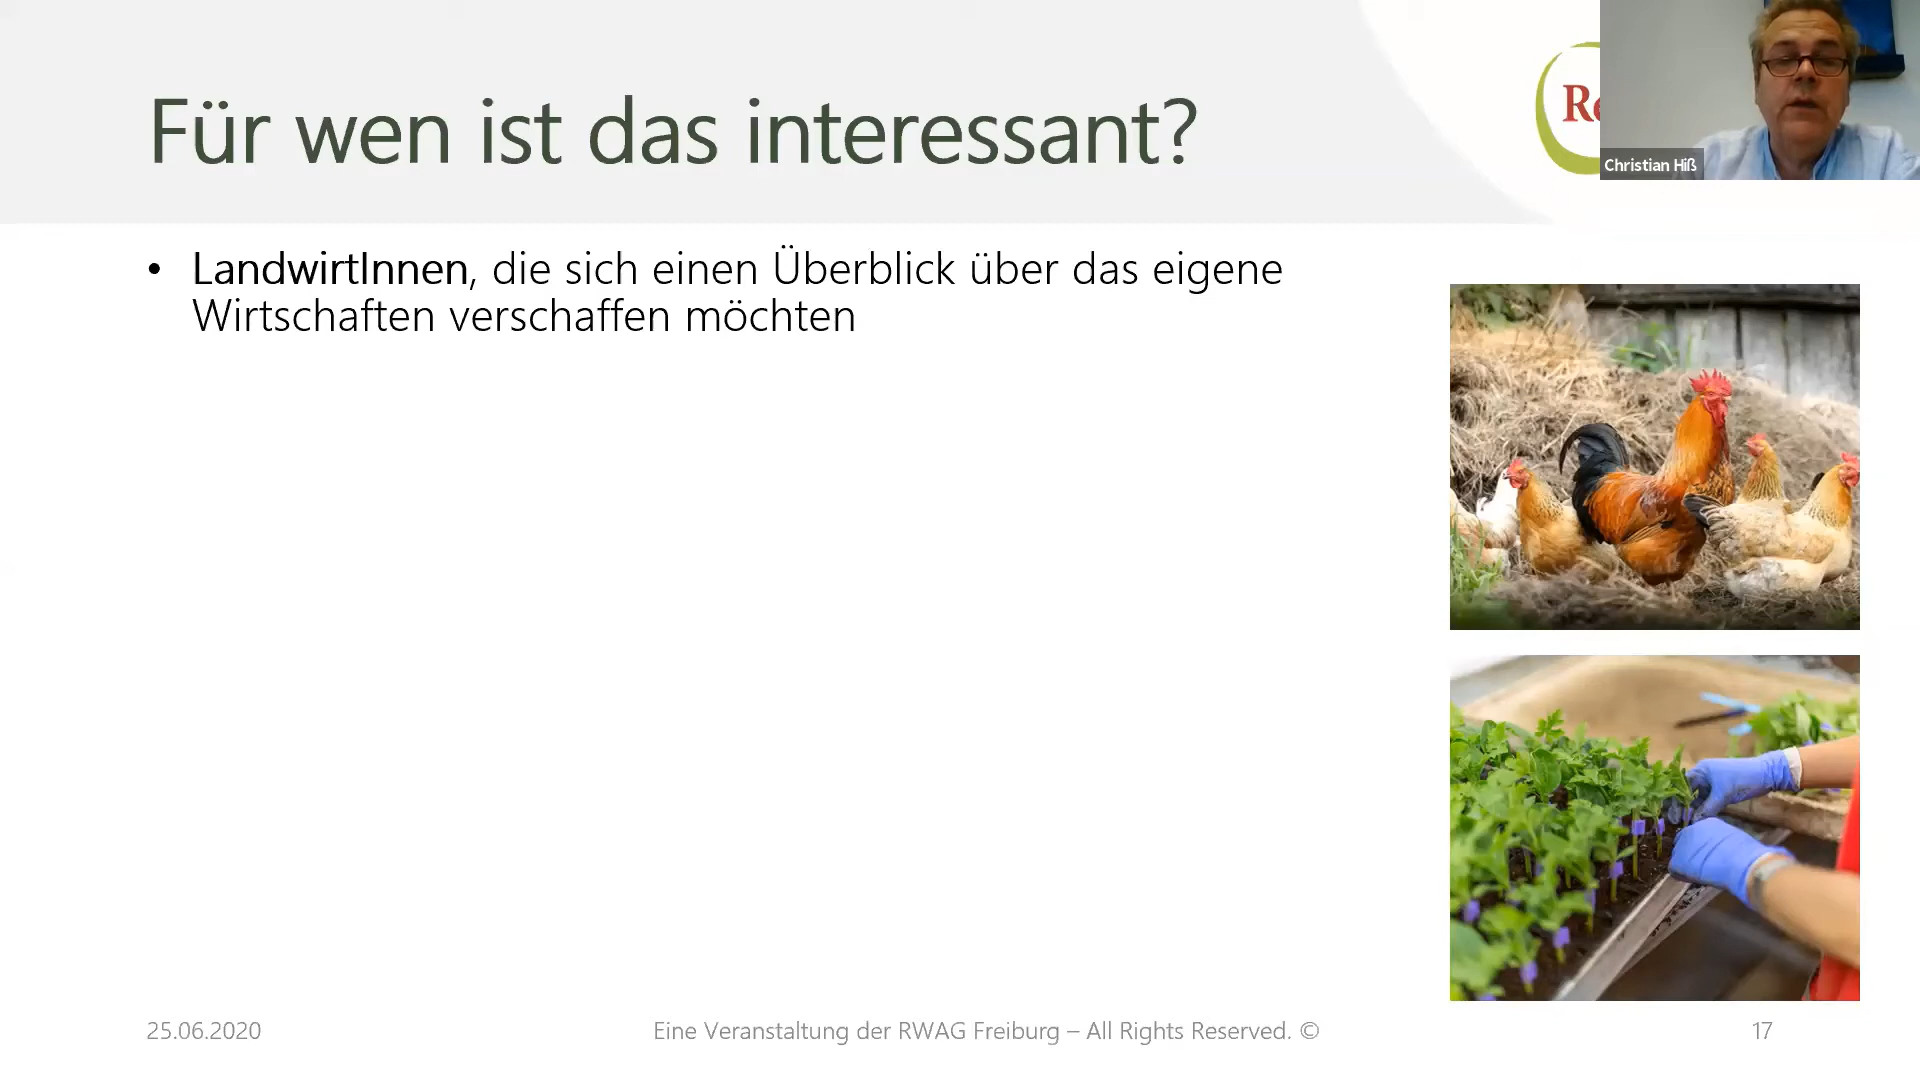 Für wen ist das interessant?
Christian Hiß
• LandwirtInnen, die sich einen Überblick über das eigene
Wirtschaften verschaffen möchten
25.06.2020
Eine Veranstaltung der RWAG Freiburg – All Rights Reserved. ©
17